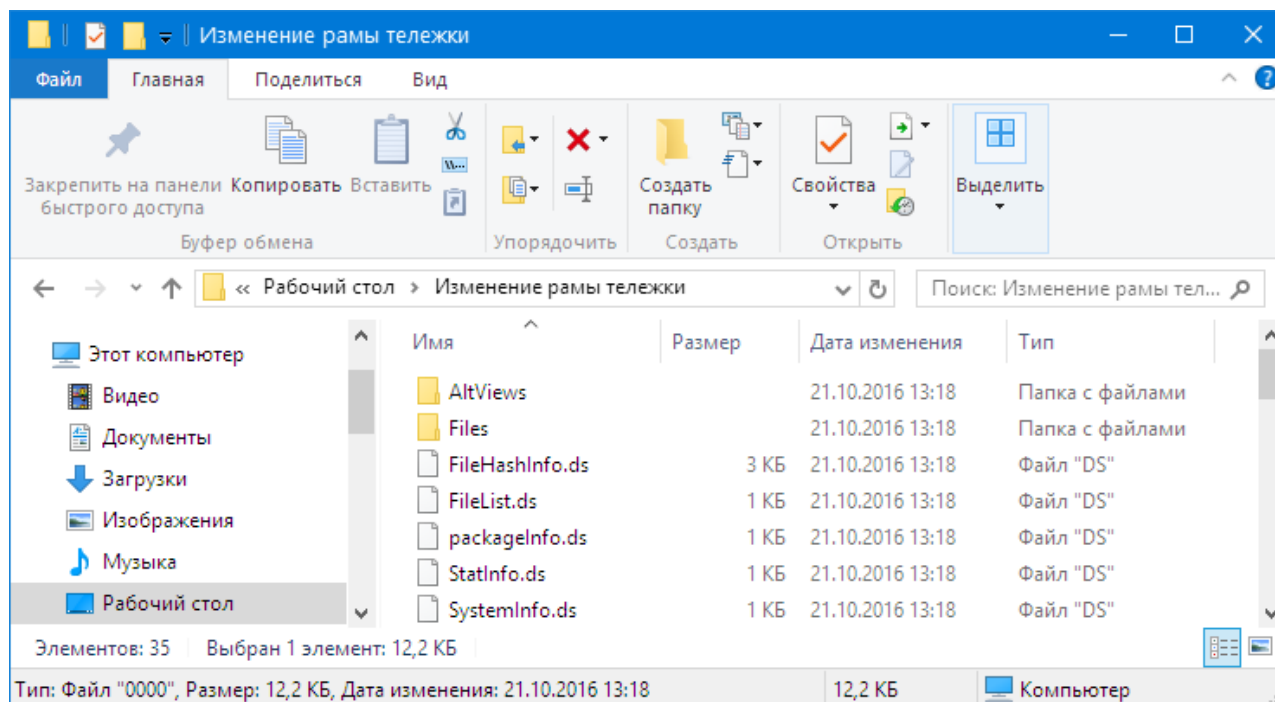 Изменение рамы тележки
Файл Главная Поделиться Вид
Закрепить на панели быстрого доступа Копировать Вставить Создать папку Свойства Выделить
Буфер обмена Упорядочить Создать Открыть
« Рабочий стол › Изменение рамы тележки Поиск: Изменение рамы тел...
Этот компьютер
Видео
Документы
Загрузки
Изображения
Музыка
Рабочий стол
Имя Размер Дата изменения Тип
AltViews 21.10.2016 13:18 Папка с файлами
Files 21.10.2016 13:18 Папка с файлами
FileHashInfo.ds 3 КБ 21.10.2016 13:18 Файл "DS"
FileList.ds 1 КБ 21.10.2016 13:18 Файл "DS"
packageInfo.ds 1 КБ 21.10.2016 13:18 Файл "DS"
StatInfo.ds 1 КБ 21.10.2016 13:18 Файл "DS"
SystemInfo.ds 1 КБ 21.10.2016 13:18 Файл "DS"
Элементов: 35 Выбран 1 элемент: 12,2 КБ
Тип: Файл "0000", Размер: 12,2 КБ, Дата изменения: 21.10.2016 13:18 12,2 КБ Компьютер